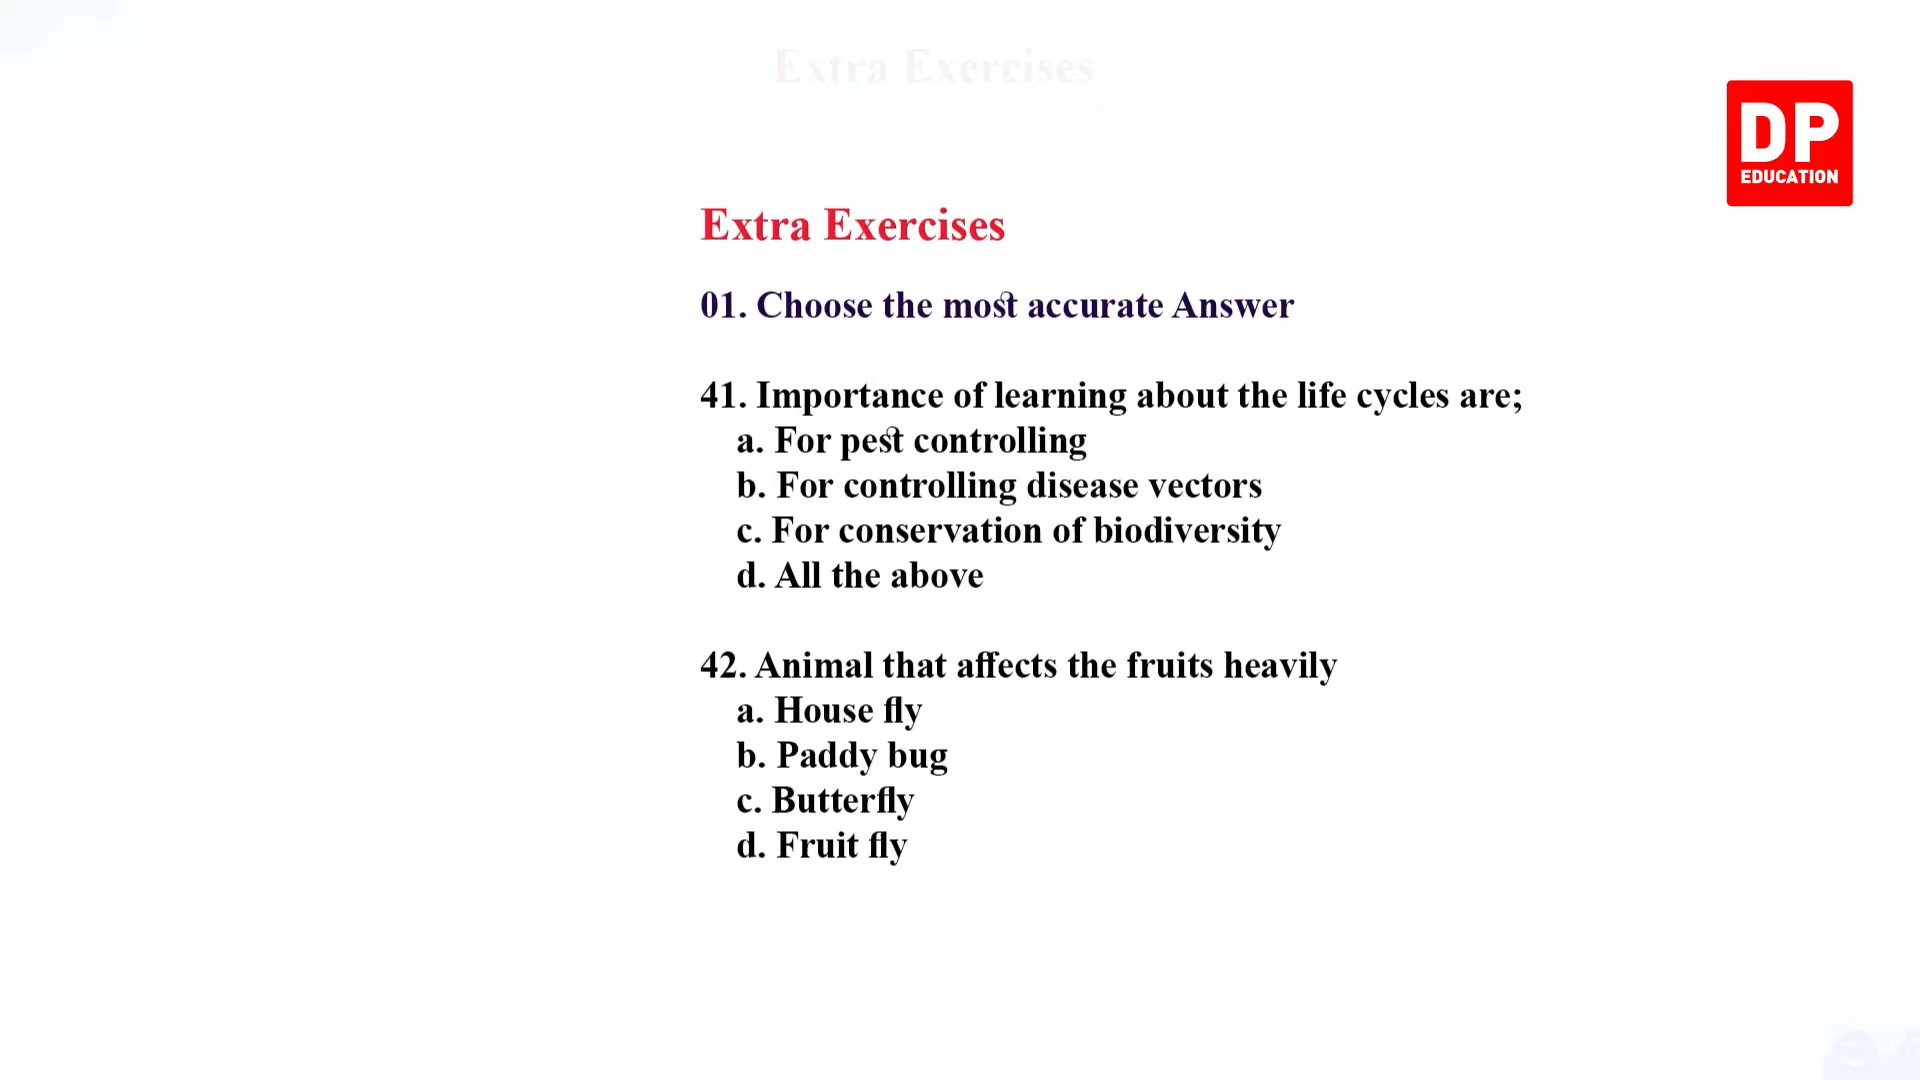 Extra Exercises
DP
EDUCATION
Extra Exercises
01. Choose the most accurate Answer
41. Importance of learning about the life cycles are;
a. For pest controlling
b. For controlling disease vectors
c. For conservation of biodiversity
d. All the above
42. Animal that affects the fruits heavily
a. House fly
b. Paddy bug
c. Butterfly
d. Fruit fly